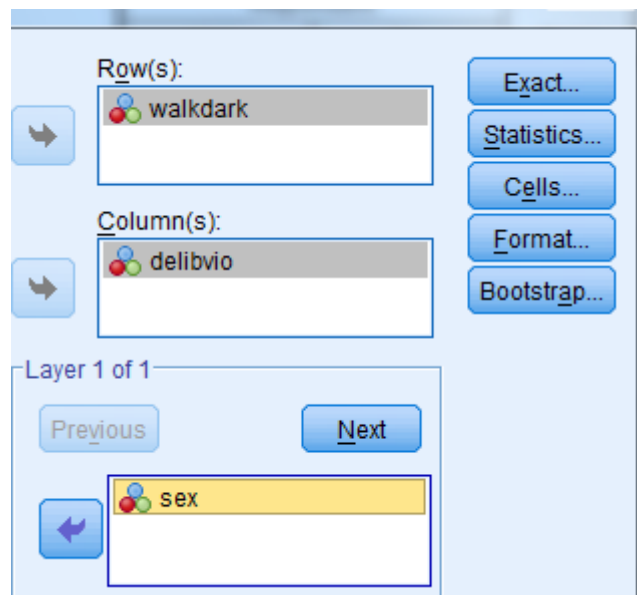 Row(s):
walkdark
Column(s):
delibvio
Exact...
Statistics...
Cells...
Format...
Bootstrap...
Layer 1 of 1
Previous
Next
sex